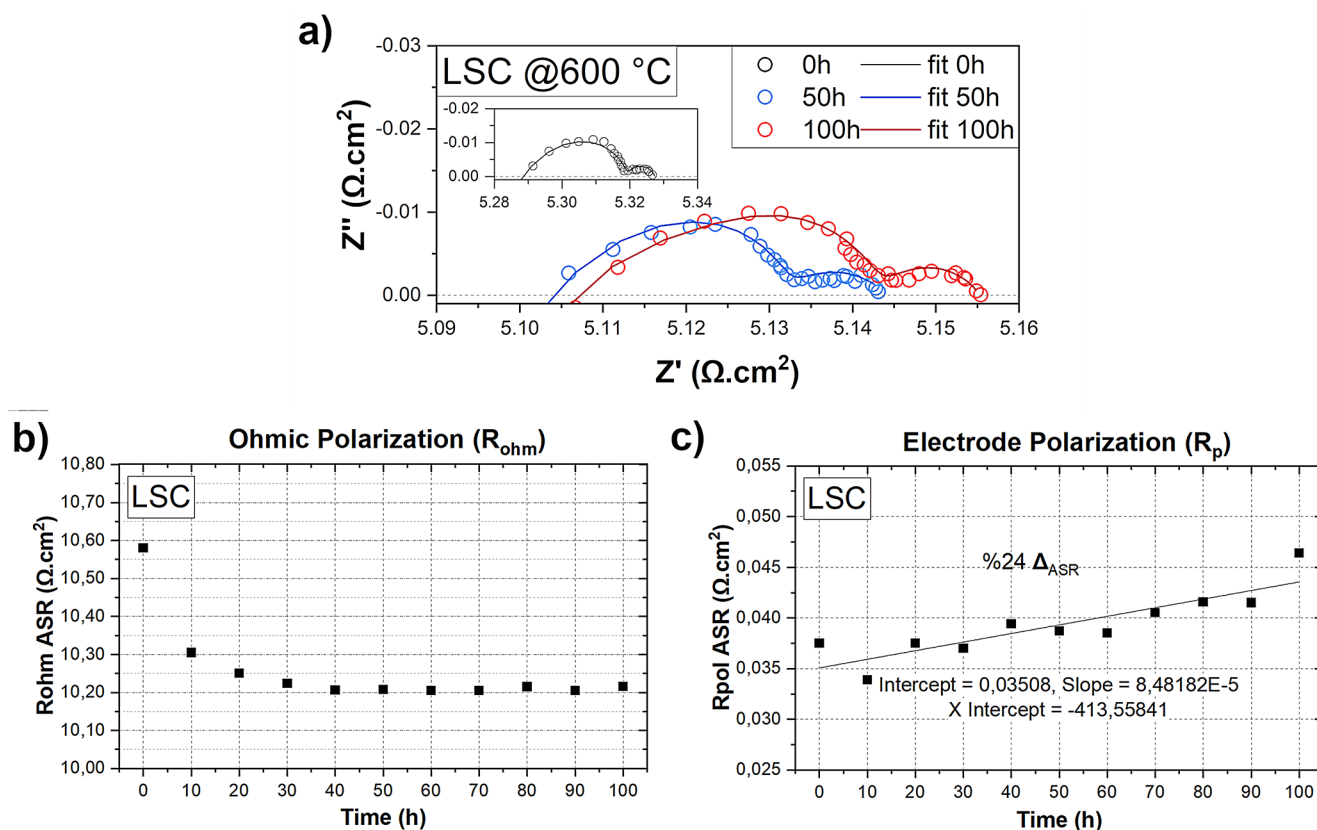 a)
-0.03
-0.02
-0.01
0.00
Z'' (Ω.cm²)
LSC @600 °C
0h fit 0h
50h fit 50h
100h fit 100h
-0.02
-0.01
0.00
5.28 5.30 5.32 5.34
5.09 5.10 5.11 5.12 5.13 5.14 5.15 5.16
Z' (Ω.cm²)
b)
Ohmic Polarization (Rohm)
LSC
10,80
10,70
10,60
10,50
10,40
10,30
10,20
10,10
10,00
Rohm ASR (Ω.cm²)
0 10 20 30 40 50 60 70 80 90 100
Time (h)
c)
Electrode Polarization (Rp)
LSC
0,055
0,050
0,045
0,040
0,035
0,030
0,025
Rpol ASR (Ω.cm²)
%24 ΔASR
Intercept = 0,03508, Slope = 8,48182E-5
X Intercept = -413,55841
0 10 20 30 40 50 60 70 80 90 100
Time (h)